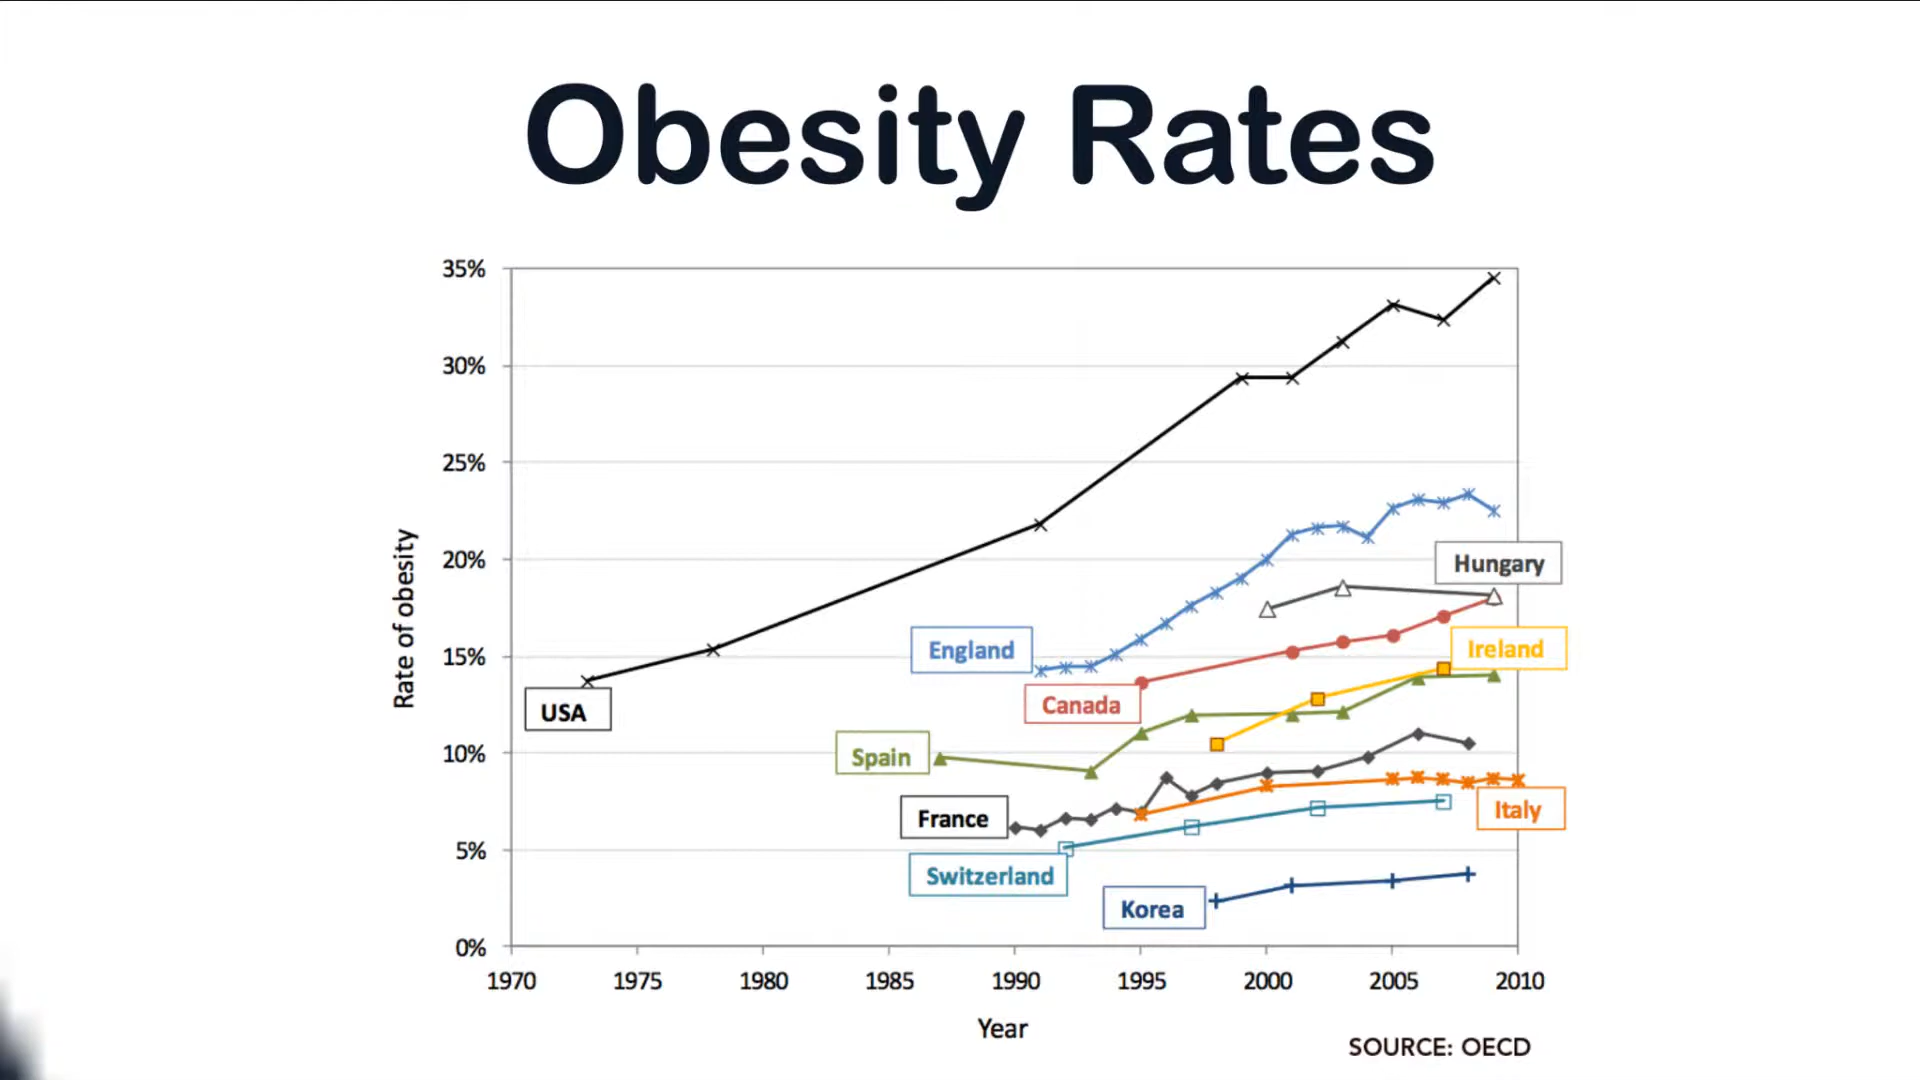 Obesity Rates
35%
30%
25%
20%
15%
10%
5%
0%
Rate of obesity
USA
England
Canada
Spain
France
Switzerland
Korea
Hungary
Ireland
Italy
1970 1975 1980 1985 1990 1995 2000 2005 2010
Year
SOURCE: OECD